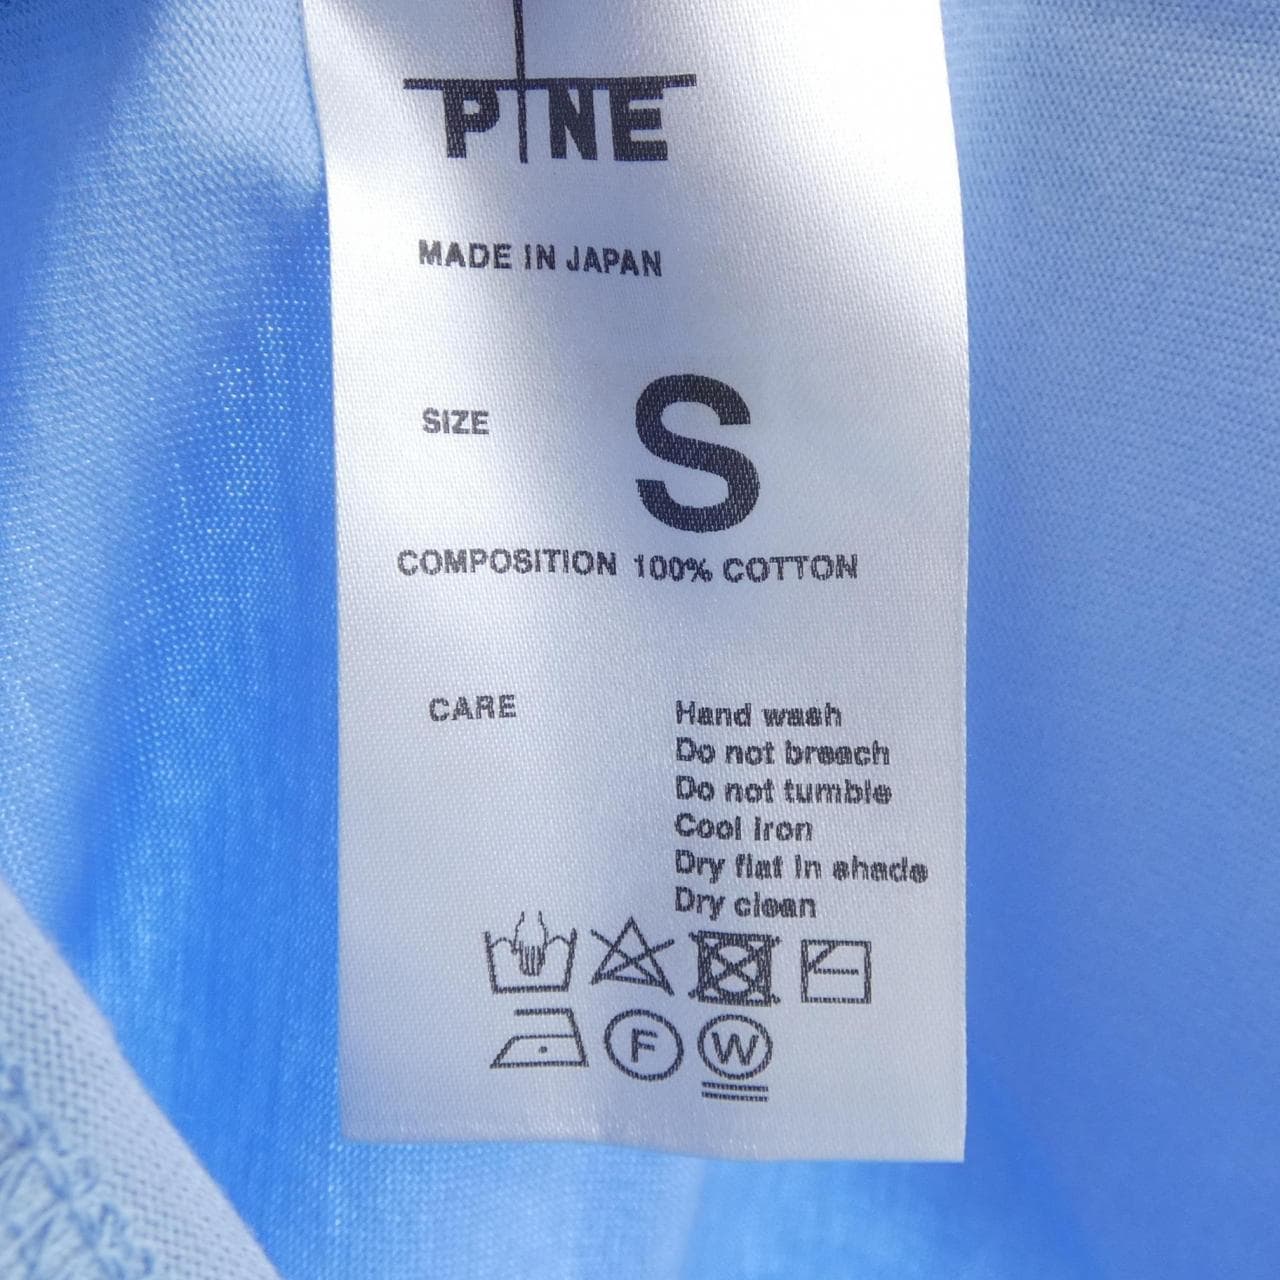 PINE
MADE IN JAPAN
SIZE S
COMPOSITION 100% COTTON
CARE
Hand wash
Do not breach
Do not tumble
Cool iron
Dry flat in shade
Dry clean
F W